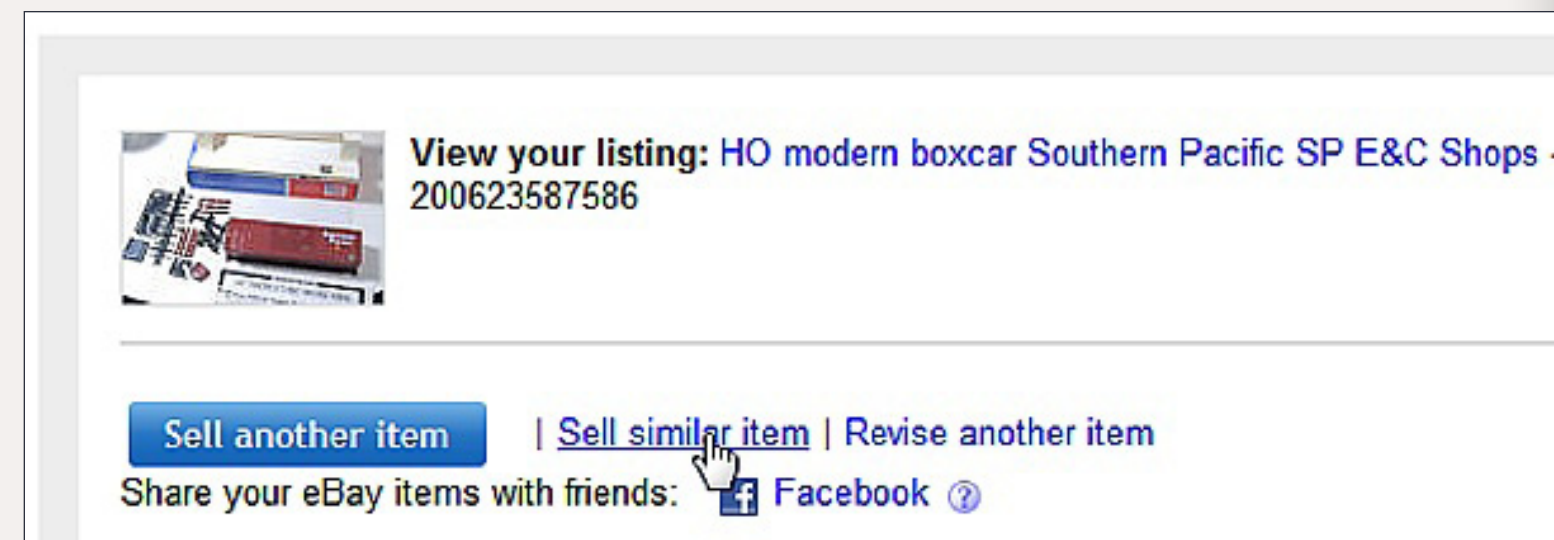 View your listing: HO modern boxcar Southern Pacific SP E&C Shops -
200623587586
Sell another item | Sell similar item | Revise another item
Share your eBay items with friends: f Facebook ?